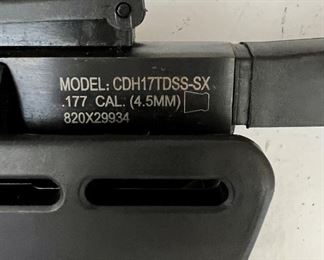 MODEL: CDH17TDSS-SX
.177 CAL. (4.5MM)
820X29934